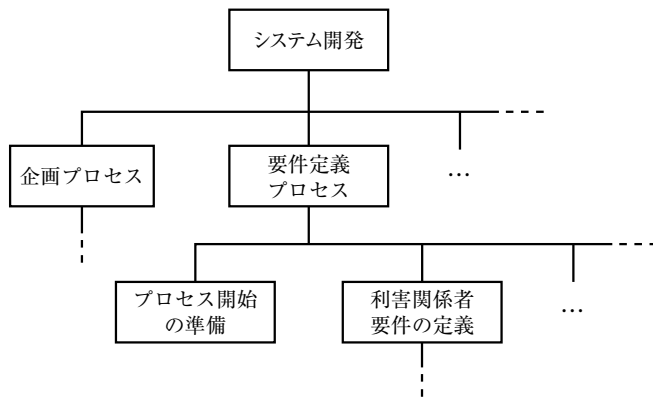 システム開発
企画プロセス
要件定義
プロセス
…
プロセス開始
の準備
利害関係者
要件の定義
…